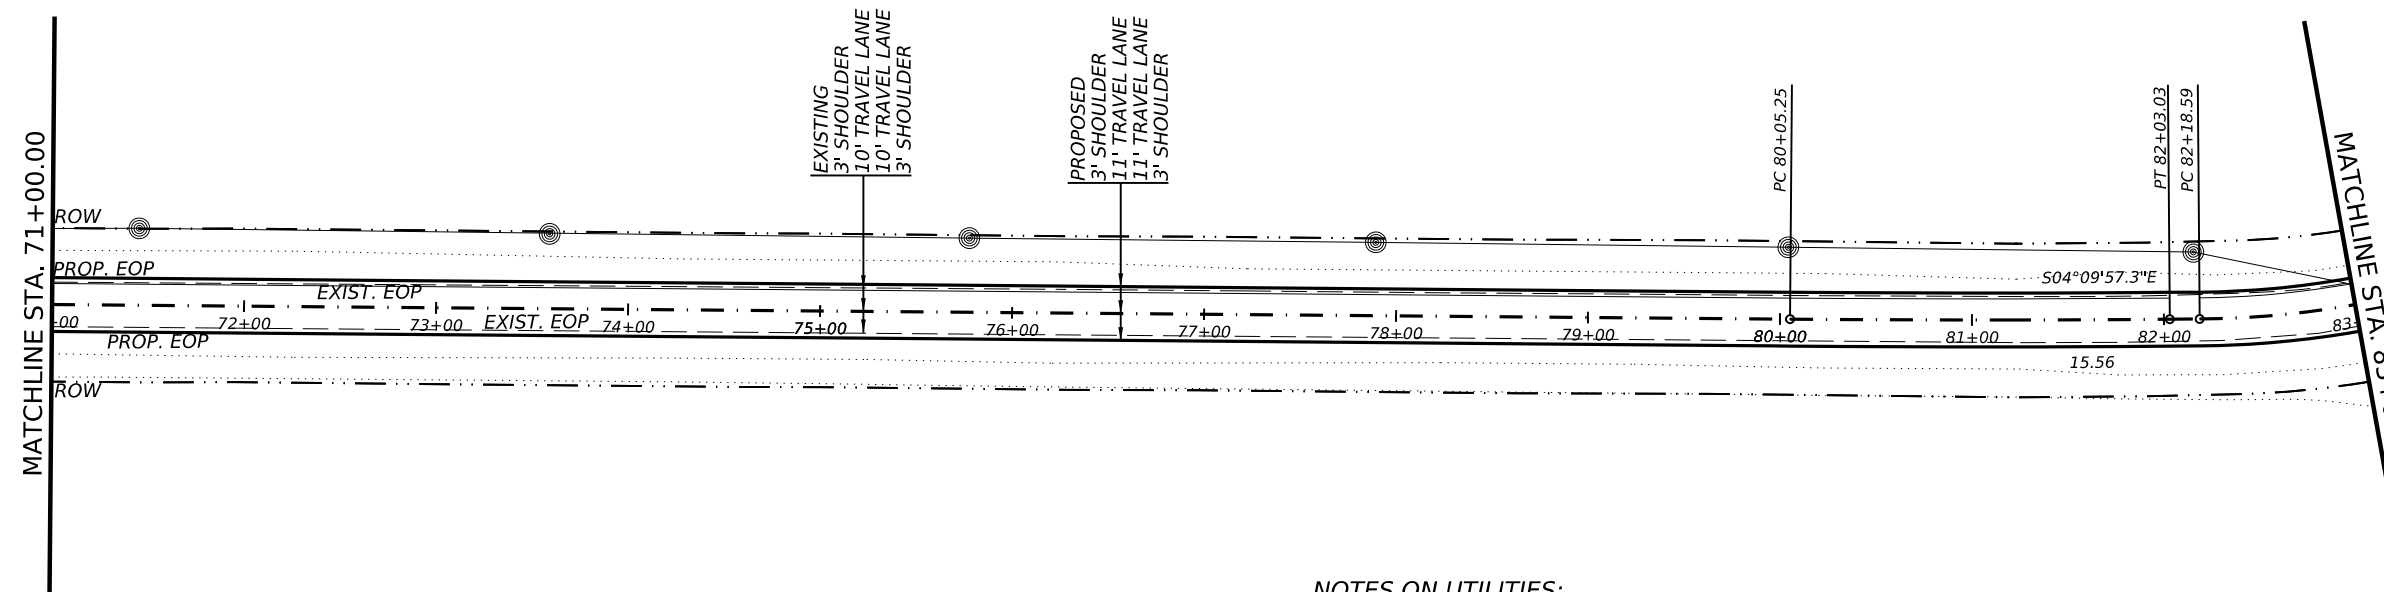 MATCHLINE STA. 71+00.00
EXISTING
3' SHOULDER
10' TRAVEL LANE
10' TRAVEL LANE
3' SHOULDER
PROPOSED
3' SHOULDER
11' TRAVEL LANE
11' TRAVEL LANE
3' SHOULDER
PC 80+05.25
PT 82+03.03
PC 82+18.59
MATCHLINE STA. 83+
ROW
PROP. EOP
S04°09'57.3"E
EXIST. EOP
+00
72+00
73+00
EXIST. EOP
74+00
75+00
76+00
77+00
78+00
79+00
80+00
81+00
82+00
83+
PROP. EOP
15.56
ROW
NOTES ON UTILITIES: